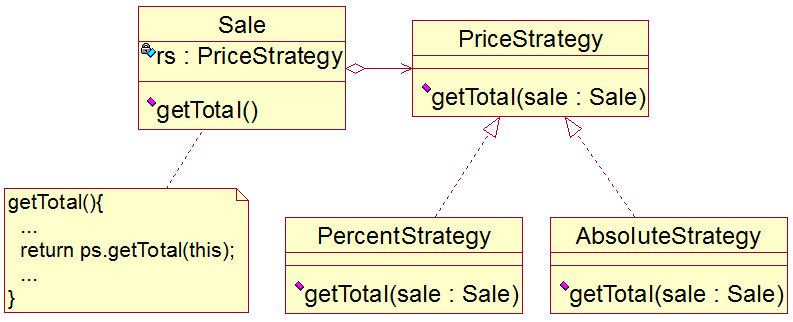 Sale
rs : PriceStrategy
getTotal()
PriceStrategy
getTotal(sale : Sale)
getTotal(){
...
return ps.getTotal(this);
...
}
PercentStrategy
getTotal(sale : Sale)
AbsoluteStrategy
getTotal(sale : Sale)